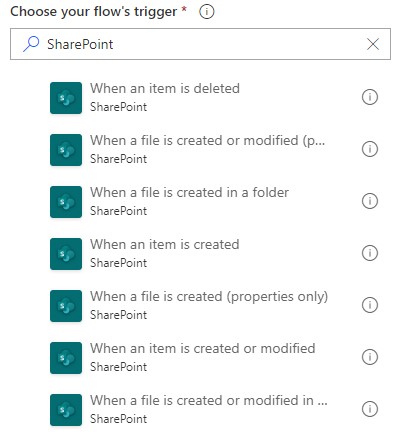 Choose your flow's trigger *
SharePoint
When an item is deleted
SharePoint
When a file is created or modified (p...
SharePoint
When a file is created in a folder
SharePoint
When an item is created
SharePoint
When a file is created (properties only)
SharePoint
When an item is created or modified
SharePoint
When a file is created or modified in ...
SharePoint